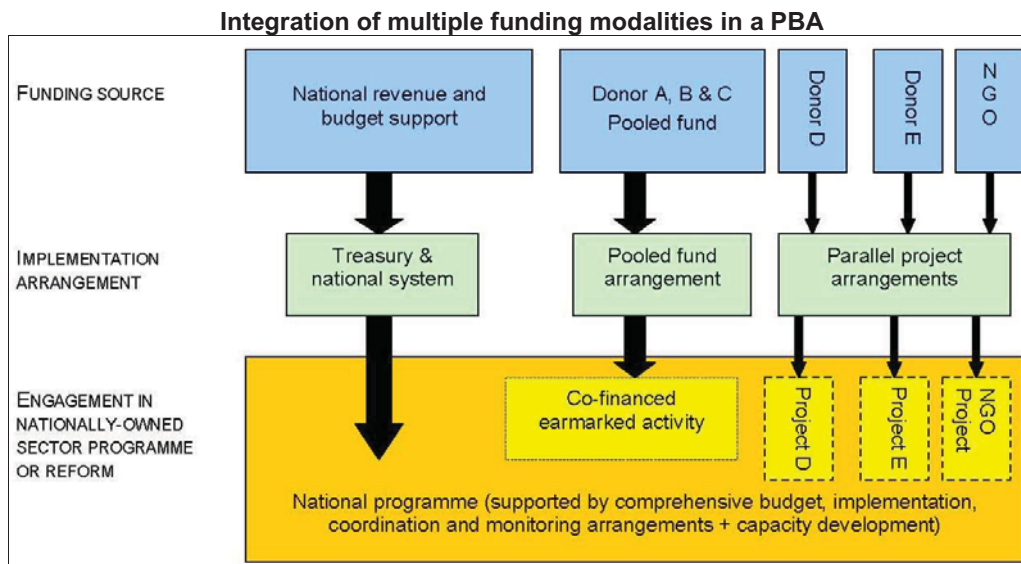 Integration of multiple funding modalities in a PBA
FUNDING SOURCE
National revenue and
budget support
Donor A, B & C
Pooled fund
Donor D
Donor E
NGO
IMPLEMENTATION
ARRANGEMENT
Treasury &
national system
Pooled fund
arrangement
Parallel project
arrangements
ENGAGEMENT IN
NATIONALLY-OWNED
SECTOR PROGRAMME
OR REFORM
Co-financed
earmarked activity
Project D
Project E
NGO
Project
National programme (supported by comprehensive budget, implementation,
coordination and monitoring arrangements + capacity development)